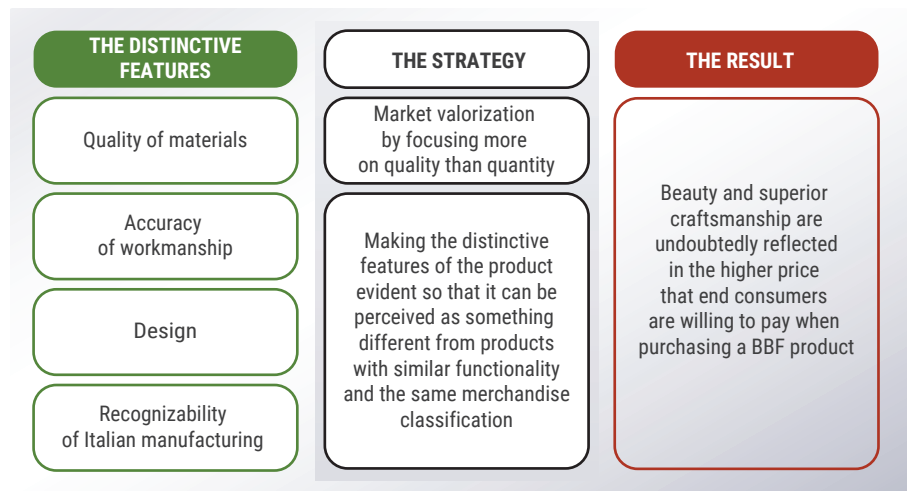 THE DISTINCTIVE
FEATURES
Quality of materials
Accuracy
of workmanship
Design
Recognizability
of Italian manufacturing
THE STRATEGY
Market valorization
by focusing more
on quality than quantity
Making the distinctive
features of the product
evident so that it can be
perceived as something
different from products
with similar functionality
and the same merchandise
classification
THE RESULT
Beauty and superior
craftsmanship are
undoubtedly reflected
in the higher price
that end consumers
are willing to pay when
purchasing a BBF product